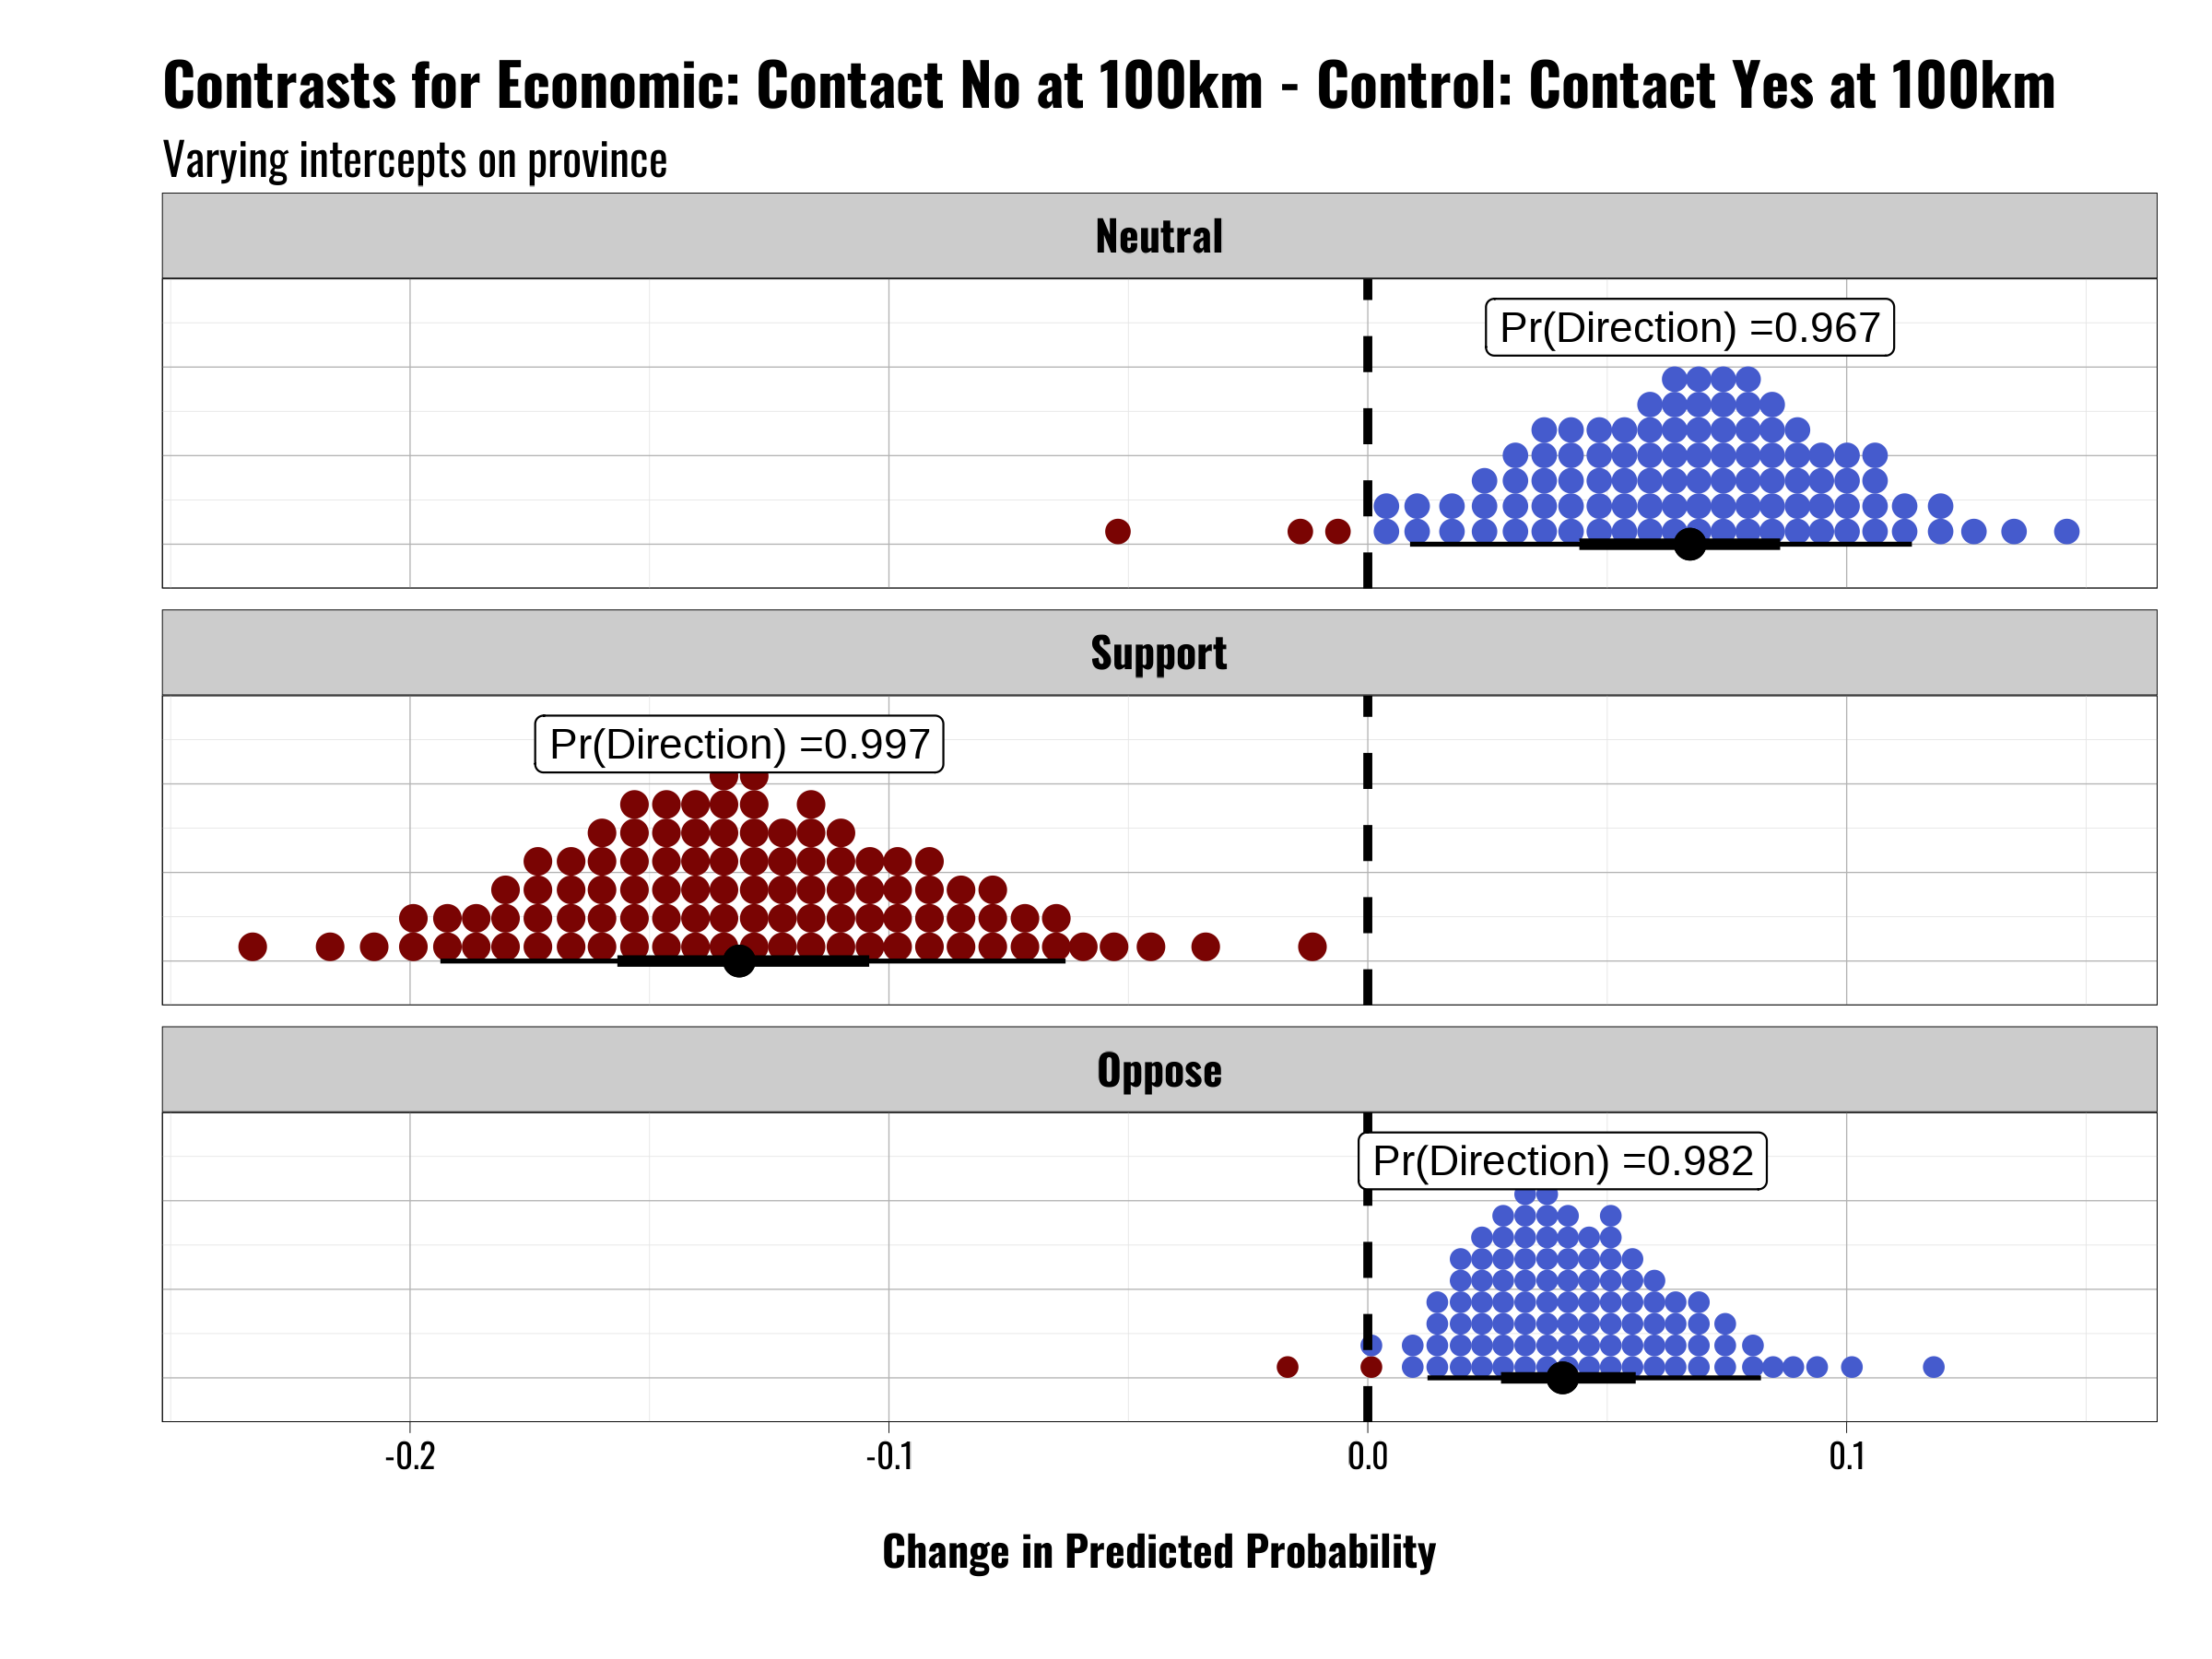 Contrasts for Economic: Contact No at 100km - Control: Contact Yes at 100km
Varying intercepts on province
Neutral
Pr(Direction) =0.967
Support
Pr(Direction) =0.997
Oppose
Pr(Direction) =0.982
-0.2 -0.1 0.0 0.1
Change in Predicted Probability